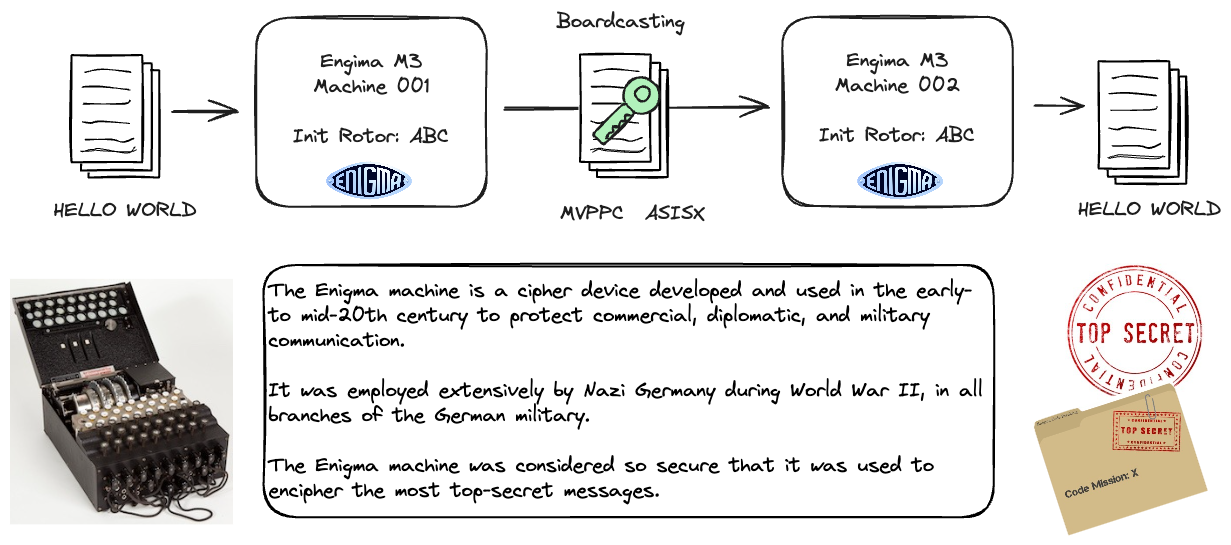 Boardcasting
Engima M3
Machine 001
Init Rotor: ABC
ENIGMA
Engima M3
Machine 002
Init Rotor: ABC
ENIGMA
HELLO WORLD
MVPPC ASISX
HELLO WORLD
The Enigma machine is a cipher device developed and used in the early-
to mid-20th century to protect commercial, diplomatic, and military
communication.
It was employed extensively by Nazi Germany during World War II, in all
branches of the German military.
The Enigma machine was considered so secure that it was used to
encipher the most top-secret messages.
CONFIDENTIAL
TOP SECRET
CONFIDENTIAL
CONFIDENTIAL
TOP SECRET
CONFIDENTIAL
Code Mission: X